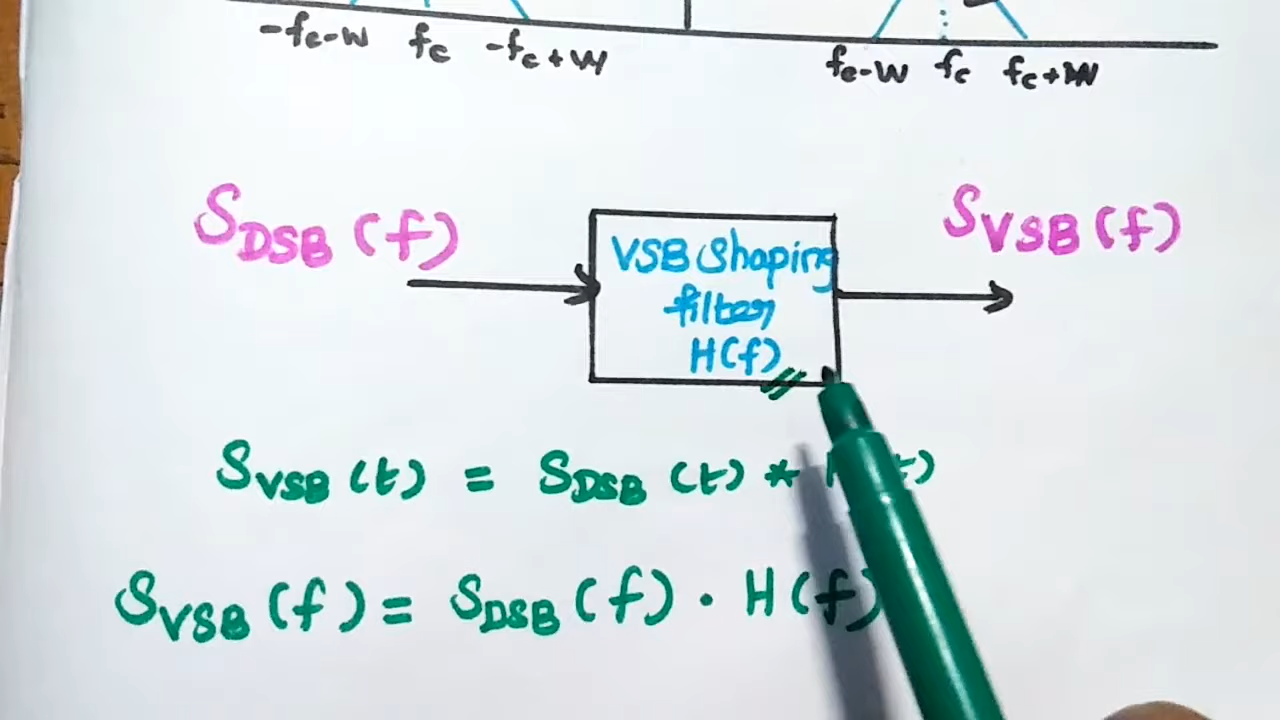 -fc-W fc -fc+W fc-W fc fc+W
SDSB(f) SVSB(f)
VSB Shaping
filter
H(f)
SVSB(t) = SDSB(t) * t)
SVSB(f) = SDSB(f) . H(f)